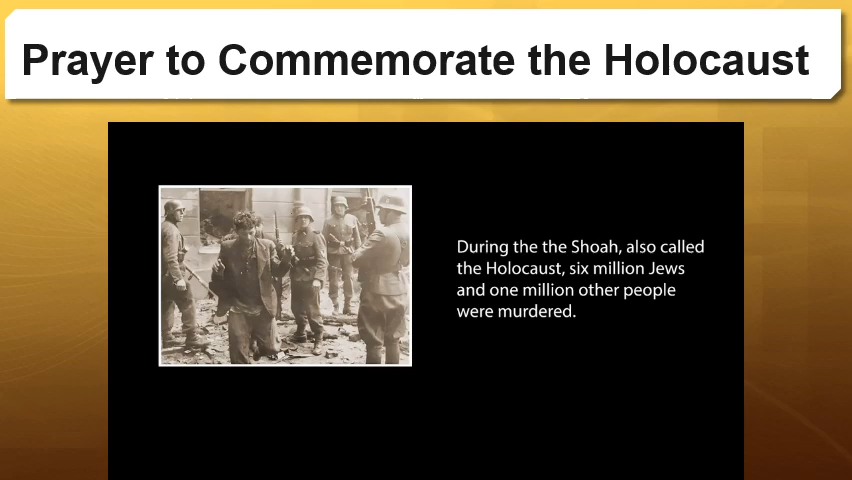 Prayer to Commemorate the Holocaust
During the the Shoah, also called
the Holocaust, six million Jews
and one million other people
were murdered.